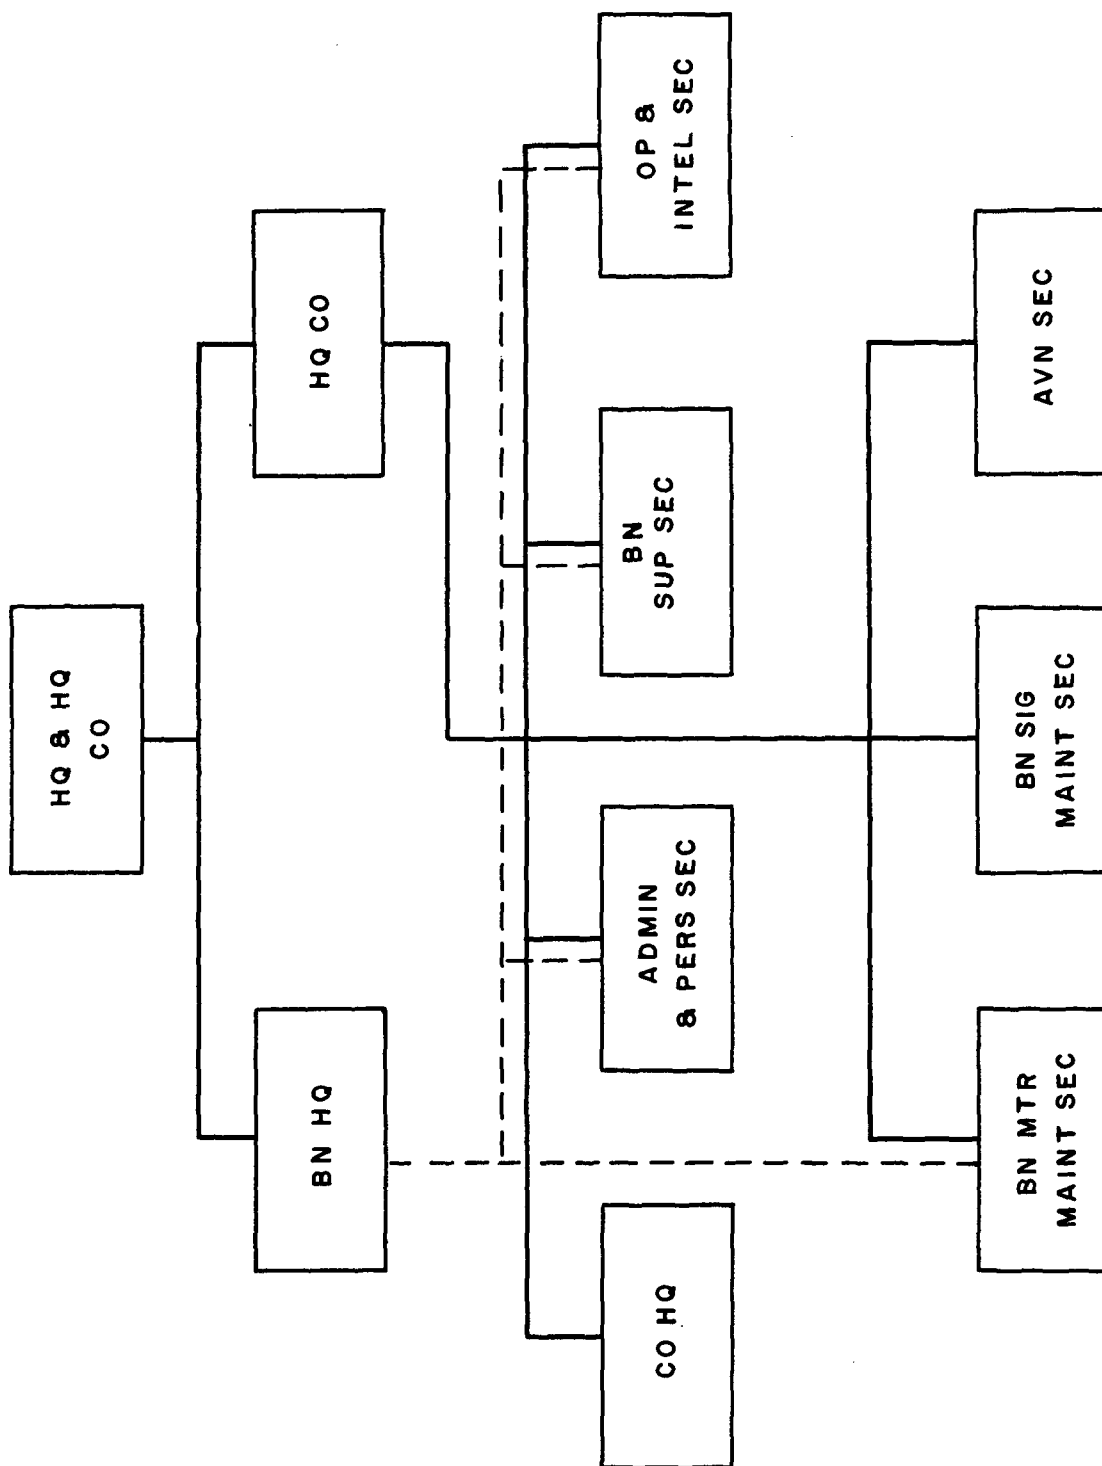 HQ & HQ
CO
BN HQ
HQ CO
CO HQ
ADMIN
& PERS SEC
BN
SUP SEC
OP &
INTEL SEC
BN MTR
MAINT SEC
BN SIG
MAINT SEC
AVN SEC